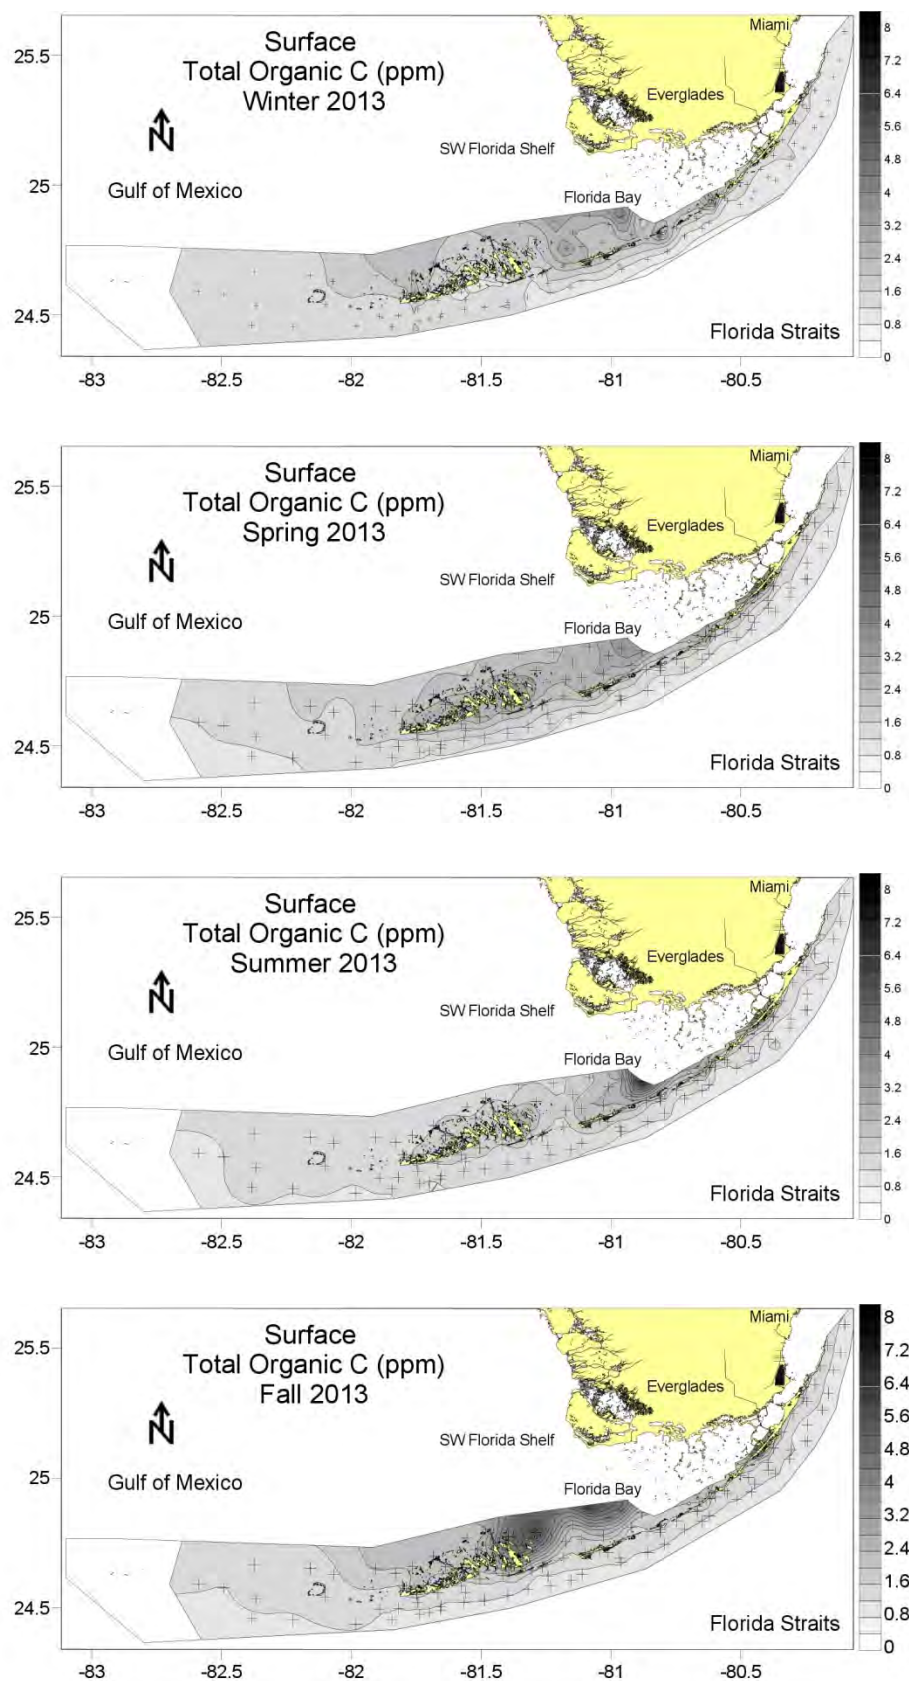 Surface
Total Organic C (ppm)
Winter 2013
N
Gulf of Mexico
SW Florida Shelf
Florida Bay
Everglades
Miami
Florida Straits
25.5
25
24.5
-83 -82.5 -82 -81.5 -81 -80.5
8
7.2
6.4
5.6
4.8
4
3.2
2.4
1.6
0.8
0
Surface
Total Organic C (ppm)
Spring 2013
N
Gulf of Mexico
SW Florida Shelf
Florida Bay
Everglades
Miami
Florida Straits
25.5
25
24.5
-83 -82.5 -82 -81.5 -81 -80.5
8
7.2
6.4
5.6
4.8
4
3.2
2.4
1.6
0.8
0
Surface
Total Organic C (ppm)
Summer 2013
N
Gulf of Mexico
SW Florida Shelf
Florida Bay
Everglades
Miami
Florida Straits
25.5
25
24.5
-83 -82.5 -82 -81.5 -81 -80.5
8
7.2
6.4
5.6
4.8
4
3.2
2.4
1.6
0.8
0
Surface
Total Organic C (ppm)
Fall 2013
N
Gulf of Mexico
SW Florida Shelf
Florida Bay
Everglades
Miami
Florida Straits
25.5
25
24.5
-83 -82.5 -82 -81.5 -81 -80.5
8
7.2
6.4
5.6
4.8
4
3.2
2.4
1.6
0.8
0